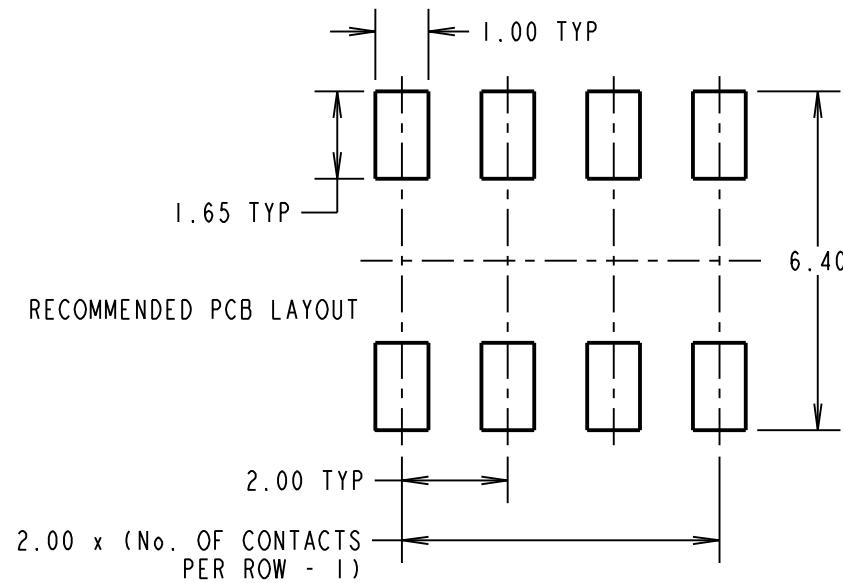 1.00 TYP
1.65 TYP
6.40
RECOMMENDED PCB LAYOUT
2.00 TYP
2.00 x (No. OF CONTACTS
PER ROW - 1)